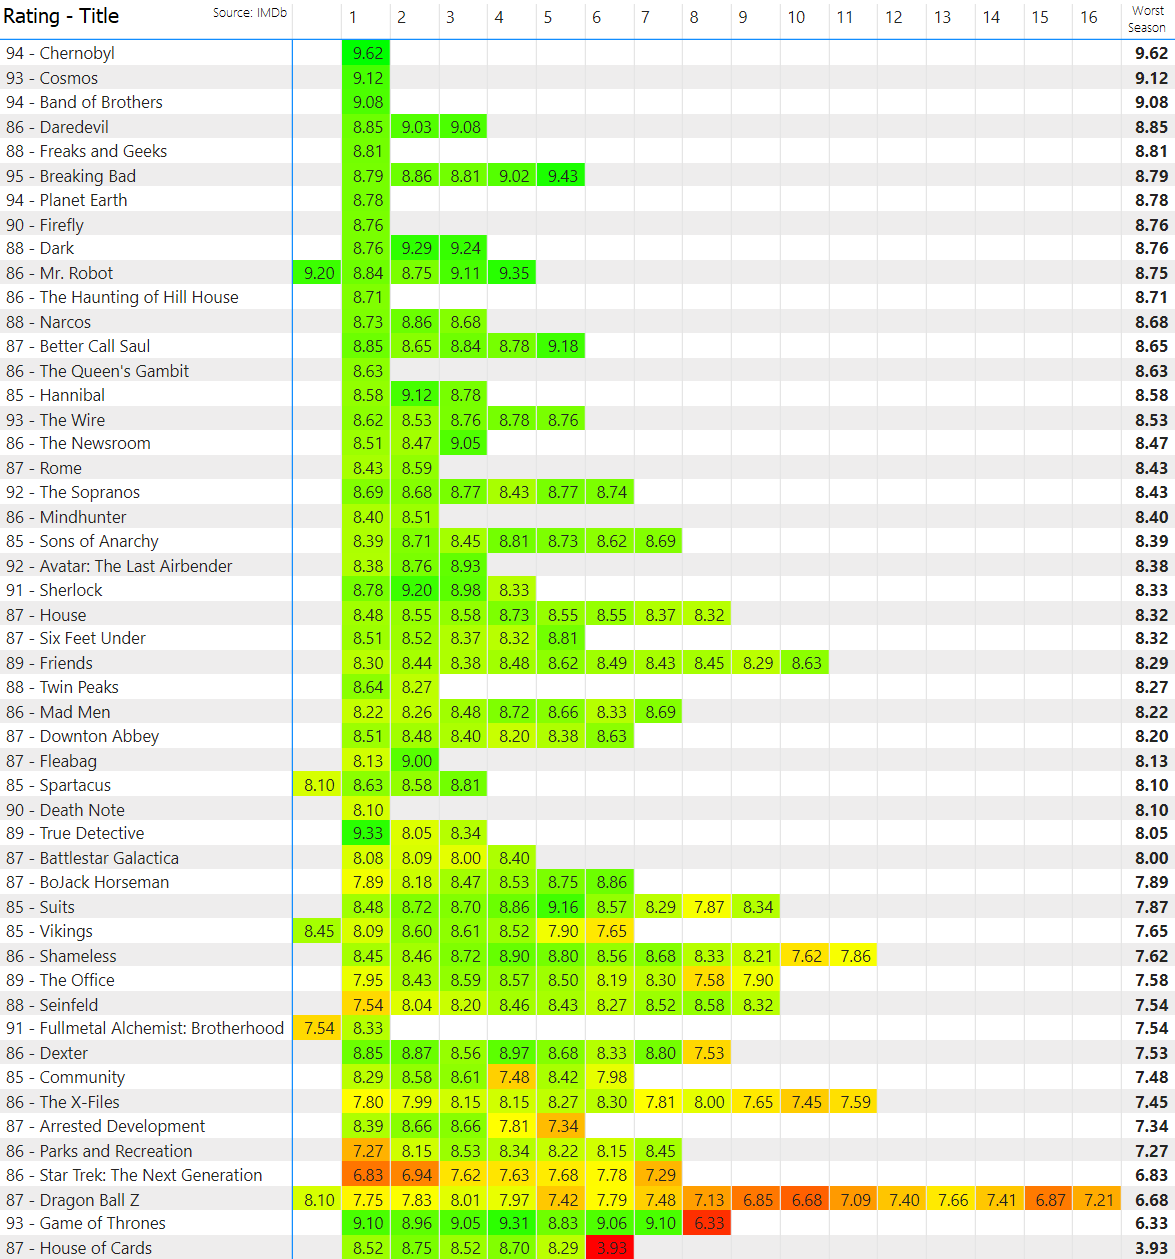 Rating - Title Source: IMDb 1 2 3 4 5 6 7 8 9 10 11 12 13 14 15 16 Worst Season
94 - Chernobyl 9.62 9.62
93 - Cosmos 9.12 9.12
94 - Band of Brothers 9.08 9.08
86 - Daredevil 8.85 9.03 9.08 8.85
88 - Freaks and Geeks 8.81 8.81
95 - Breaking Bad 8.79 8.86 8.81 9.02 9.43 8.79
94 - Planet Earth 8.78 8.78
90 - Firefly 8.76 8.76
88 - Dark 8.76 9.29 9.24 8.76
86 - Mr. Robot 9.20 8.84 8.75 9.11 9.35 8.75
86 - The Haunting of Hill House 8.71 8.71
88 - Narcos 8.73 8.86 8.68 8.68
87 - Better Call Saul 8.85 8.65 8.84 8.78 9.18 8.65
86 - The Queen's Gambit 8.63 8.63
85 - Hannibal 8.58 9.12 8.78 8.58
93 - The Wire 8.62 8.53 8.76 8.78 8.76 8.53
86 - The Newsroom 8.51 8.47 9.05 8.47
87 - Rome 8.43 8.59 8.43
92 - The Sopranos 8.69 8.68 8.77 8.43 8.77 8.74 8.43
86 - Mindhunter 8.40 8.51 8.40
85 - Sons of Anarchy 8.39 8.71 8.45 8.81 8.73 8.62 8.69 8.39
92 - Avatar: The Last Airbender 8.38 8.76 8.93 8.38
91 - Sherlock 8.78 9.20 8.98 8.33 8.33
87 - House 8.48 8.55 8.58 8.73 8.55 8.55 8.37 8.32 8.32
87 - Six Feet Under 8.51 8.52 8.37 8.32 8.81 8.32
89 - Friends 8.30 8.44 8.38 8.48 8.62 8.49 8.43 8.45 8.29 8.63 8.29
88 - Twin Peaks 8.64 8.27 8.27
86 - Mad Men 8.22 8.26 8.48 8.72 8.66 8.33 8.69 8.22
87 - Downton Abbey 8.51 8.48 8.40 8.20 8.38 8.63 8.20
87 - Fleabag 8.13 9.00 8.13
85 - Spartacus 8.10 8.63 8.58 8.81 8.10
90 - Death Note 8.10 8.10
89 - True Detective 9.33 8.05 8.34 8.05
87 - Battlestar Galactica 8.08 8.09 8.00 8.40 8.00
87 - BoJack Horseman 7.89 8.18 8.47 8.53 8.75 8.86 7.89
85 - Suits 8.48 8.72 8.70 8.86 9.16 8.57 8.29 7.87 8.34 7.87
85 - Vikings 8.45 8.09 8.60 8.61 8.52 7.90 7.65 7.65
86 - Shameless 8.45 8.46 8.72 8.90 8.80 8.56 8.68 8.33 8.21 7.62 7.86 7.62
89 - The Office 7.95 8.43 8.59 8.57 8.50 8.19 8.30 7.58 7.90 7.58
88 - Seinfeld 7.54 8.04 8.20 8.46 8.43 8.27 8.52 8.58 8.32 7.54
91 - Fullmetal Alchemist: Brotherhood 7.54 8.33 7.54
86 - Dexter 8.85 8.87 8.56 8.97 8.68 8.33 8.80 7.53 7.53
85 - Community 8.29 8.58 8.61 7.48 8.42 7.98 7.48
86 - The X-Files 7.80 7.99 8.15 8.15 8.27 8.30 7.81 8.00 7.65 7.45 7.59 7.45
87 - Arrested Development 8.39 8.66 8.66 7.81 7.34 7.34
86 - Parks and Recreation 7.27 8.15 8.53 8.34 8.22 8.15 8.45 7.27
86 - Star Trek: The Next Generation 6.83 6.94 7.62 7.63 7.68 7.78 7.29 6.83
87 - Dragon Ball Z 8.10 7.75 7.83 8.01 7.97 7.42 7.79 7.48 7.13 6.85 6.68 7.09 7.40 7.66 7.41 6.87 7.21 6.68
93 - Game of Thrones 9.10 8.96 9.05 9.31 8.83 9.06 9.10 6.33 6.33
87 - House of Cards 8.52 8.75 8.52 8.70 8.29 3.93 3.93